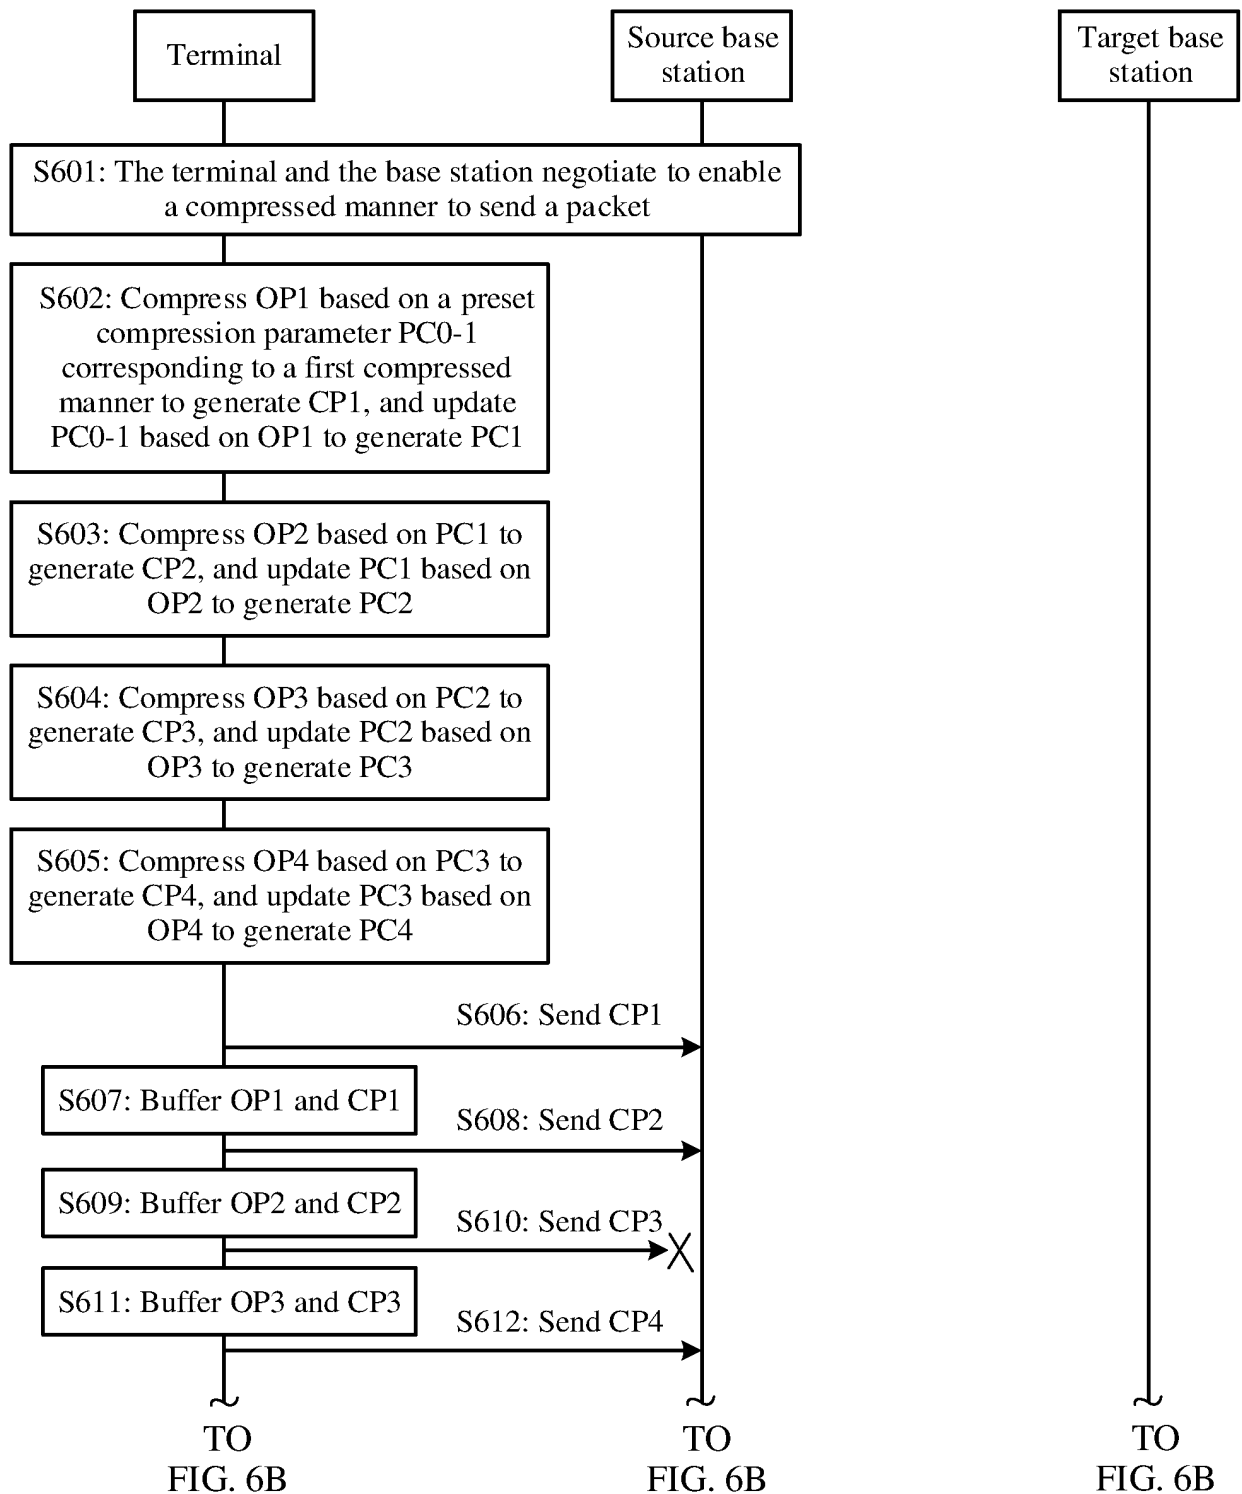 Terminal
Source base
station
Target base
station
S601: The terminal and the base station negotiate to enable
a compressed manner to send a packet
S602: Compress OP1 based on a preset
compression parameter PC0-1
corresponding to a first compressed
manner to generate CP1, and update
PC0-1 based on OP1 to generate PC1
S603: Compress OP2 based on PC1 to
generate CP2, and update PC1 based on
OP2 to generate PC2
S604: Compress OP3 based on PC2 to
generate CP3, and update PC2 based on
OP3 to generate PC3
S605: Compress OP4 based on PC3 to
generate CP4, and update PC3 based on
OP4 to generate PC4
S606: Send CP1
S607: Buffer OP1 and CP1
S608: Send CP2
S609: Buffer OP2 and CP2
S610: Send CP3
S611: Buffer OP3 and CP3
S612: Send CP4
TO
FIG. 6B
TO
FIG. 6B
TO
FIG. 6B